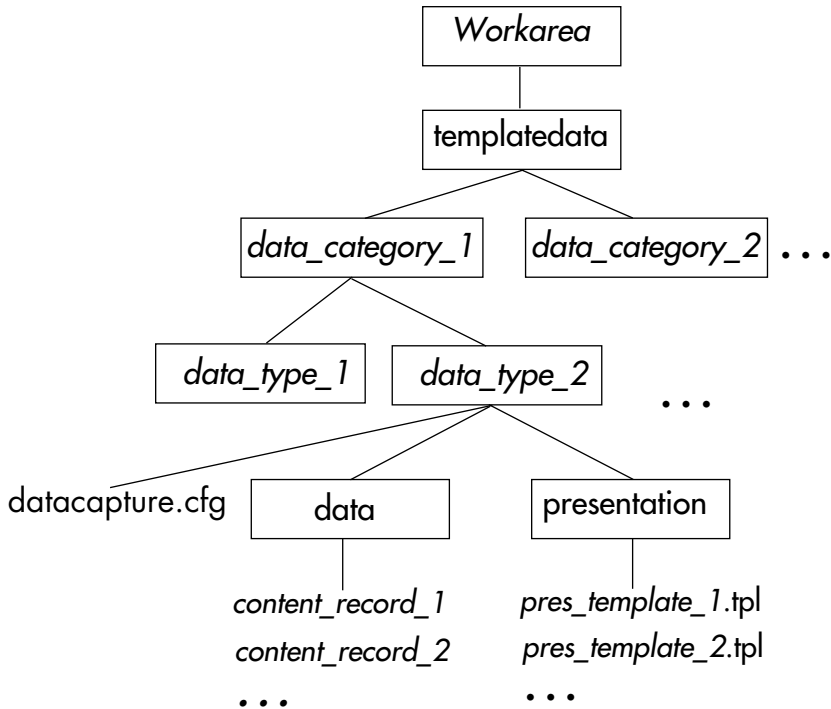 Workarea
templatedata
data_category_1
data_category_2 ...
data_type_1
data_type_2
...
datacapture.cfg
data
presentation
content_record_1
content_record_2
...
pres_template_1.tpl
pres_template_2.tpl
...